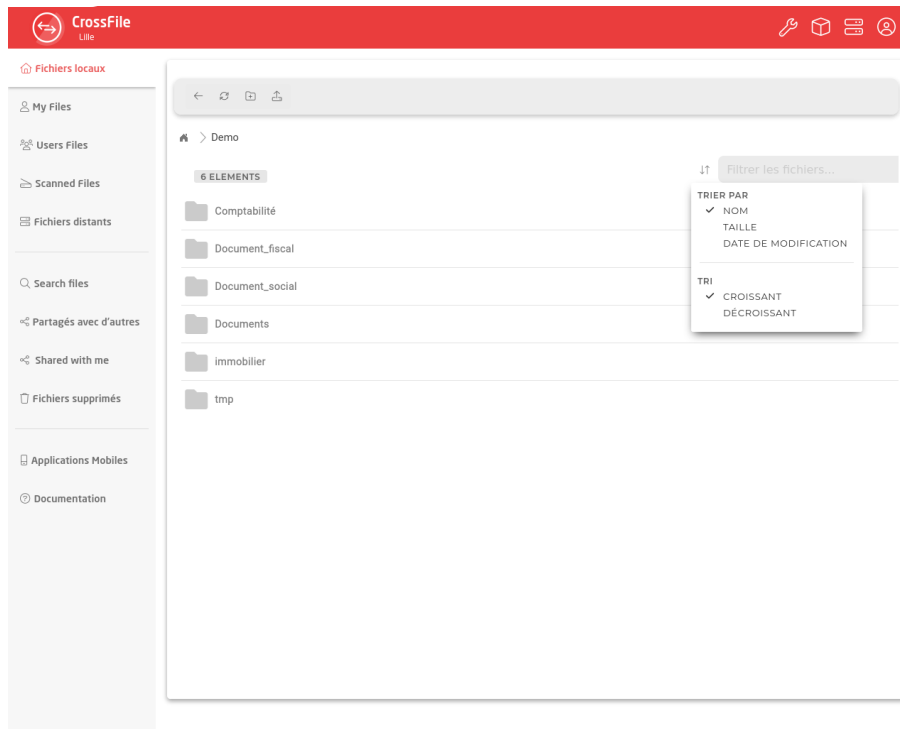 CrossFile
Lille
Fichiers locaux
My Files
Users Files
Scanned Files
Fichiers distants
Search files
Partagés avec d'autres
Shared with me
Fichiers supprimés
Applications Mobiles
Documentation
Demo
6 ELEMENTS
Filtrer les fichiers...
Comptabilité
Document_fiscal
Document_social
Documents
immobilier
tmp
TRIER PAR
NOM
TAILLE
DATE DE MODIFICATION
TRI
CROISSANT
DÉCROISSANT